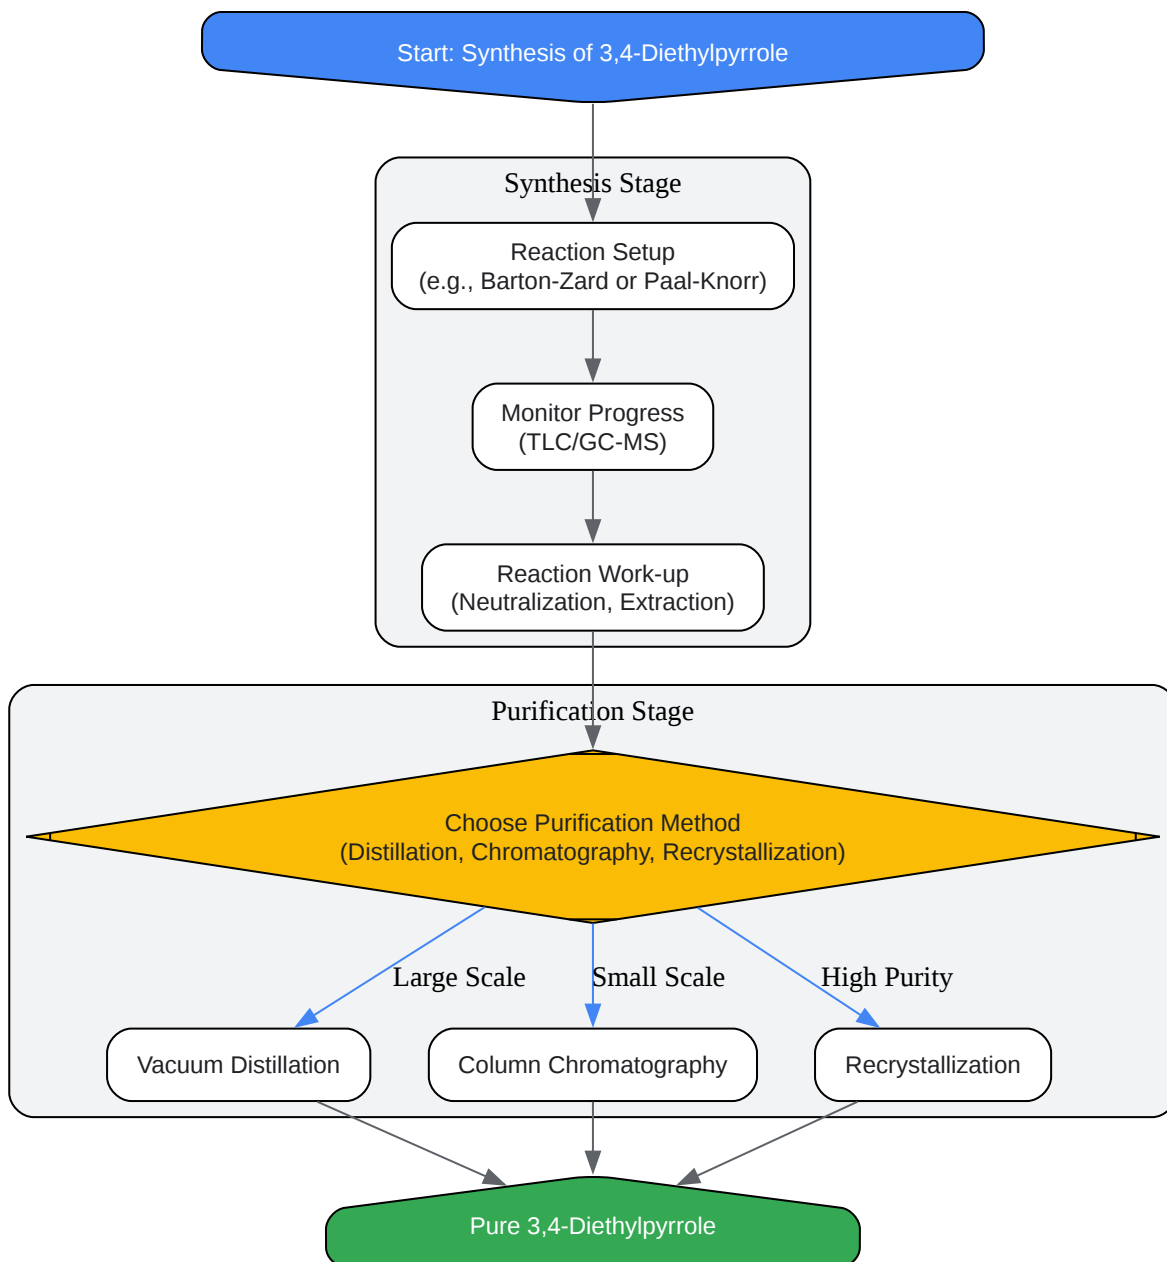 Start: Synthesis of 3,4-Diethylpyrrole
Synthesis Stage
Reaction Setup
(e.g., Barton-Zard or Paal-Knorr)
Monitor Progress
(TLC/GC-MS)
Reaction Work-up
(Neutralization, Extraction)
Purification Stage
Choose Purification Method
(Distillation, Chromatography, Recrystallization)
Large Scale
Small Scale
High Purity
Vacuum Distillation
Column Chromatography
Recrystallization
Pure 3,4-Diethylpyrrole